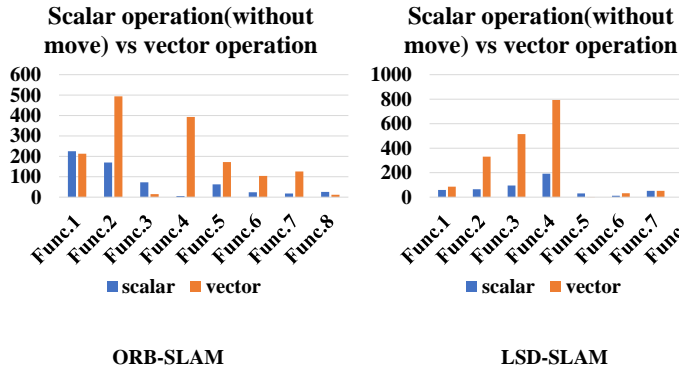 Scalar operation(without
move) vs vector operation
600
500
400
300
200
100
0
Func.1
Func.2
Func.3
Func.4
Func.5
Func.6
Func.7
Func.8
scalar
vector
ORB-SLAM
Scalar operation(without
move) vs vector operation
1000
800
600
400
200
0
Func.1
Func.2
Func.3
Func.4
Func.5
Func.6
Func.7
Func
scalar
vector
LSD-SLAM